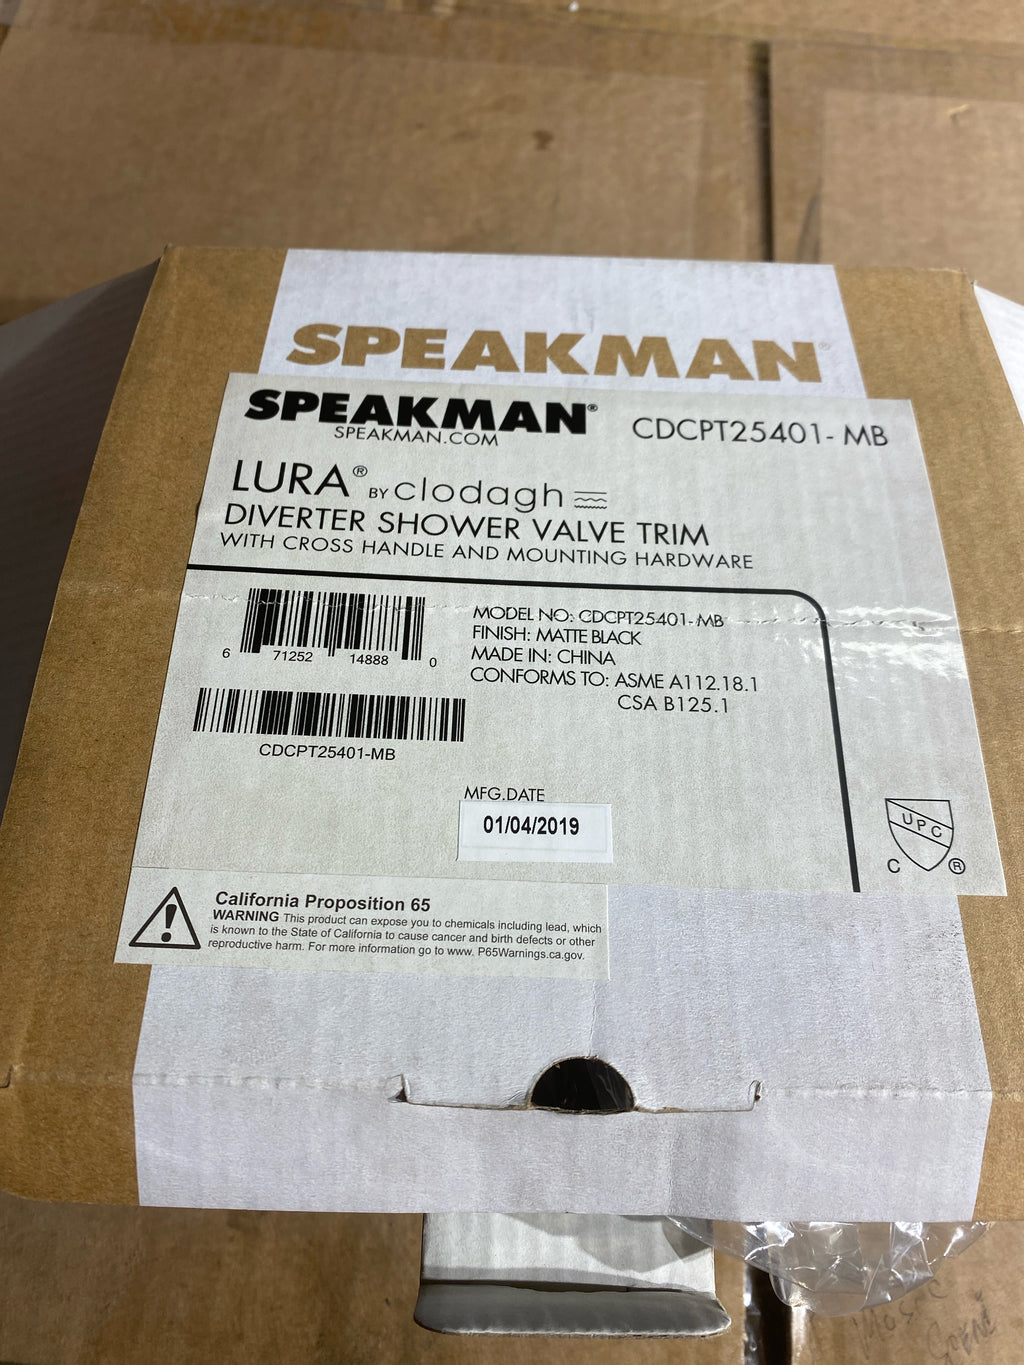 SPEAKMAN®
SPEAKMAN®
SPEAKMAN.COM
CDCPT25401- MB
LURA® BY clodagh
DIVERTER SHOWER VALVE TRIM
WITH CROSS HANDLE AND MOUNTING HARDWARE
6 71252 14888 0
CDCPT25401-MB
MODEL NO: CDCPT25401-MB
FINISH: MATTE BLACK
MADE IN: CHINA
CONFORMS TO: ASME A112.18.1
CSA B125.1
MFG.DATE
01/04/2019
UPC
C ®
California Proposition 65
WARNING This product can expose you to chemicals including lead, which
is known to the State of California to cause cancer and birth defects or other
reproductive harm. For more information go to www. P65Warnings.ca.gov.